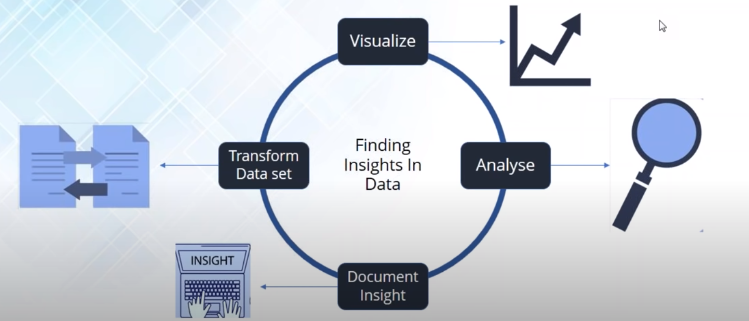 Visualize
Transform
Data set
Finding
Insights In
Data
Analyse
INSIGHT
Document
Insight